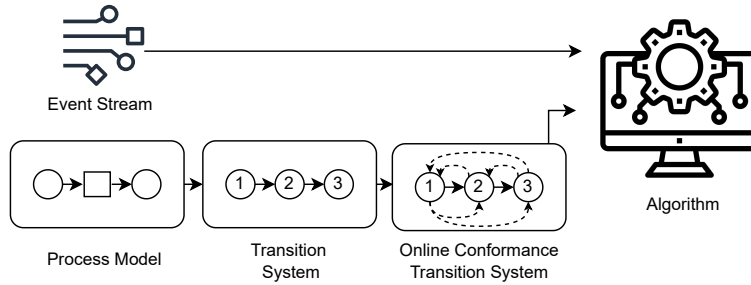 Event Stream
1 2 3
1 2 3
Algorithm
Process Model
Transition
System
Online Conformance
Transition System